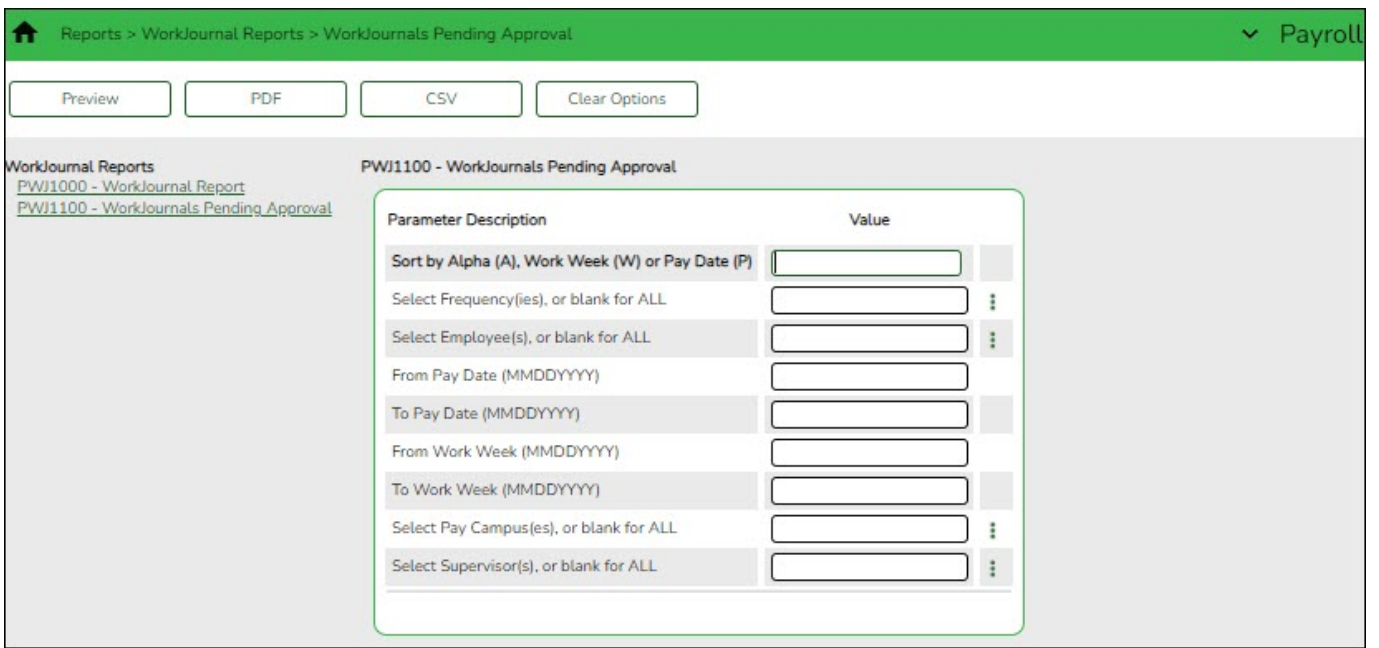 Reports > WorkJournal Reports > WorkJournals Pending Approval
Payroll
Preview PDF CSV Clear Options
WorkJournal Reports
PWJ1000 - WorkJournal Report
PWJ1100 - WorkJournals Pending Approval
PWJ1100 - WorkJournals Pending Approval
Parameter Description Value
Sort by Alpha (A), Work Week (W) or Pay Date (P)
Select Frequency(ies), or blank for ALL
Select Employee(s), or blank for ALL
From Pay Date (MMDDYYYY)
To Pay Date (MMDDYYYY)
From Work Week (MMDDYYYY)
To Work Week (MMDDYYYY)
Select Pay Campus(es), or blank for ALL
Select Supervisor(s), or blank for ALL